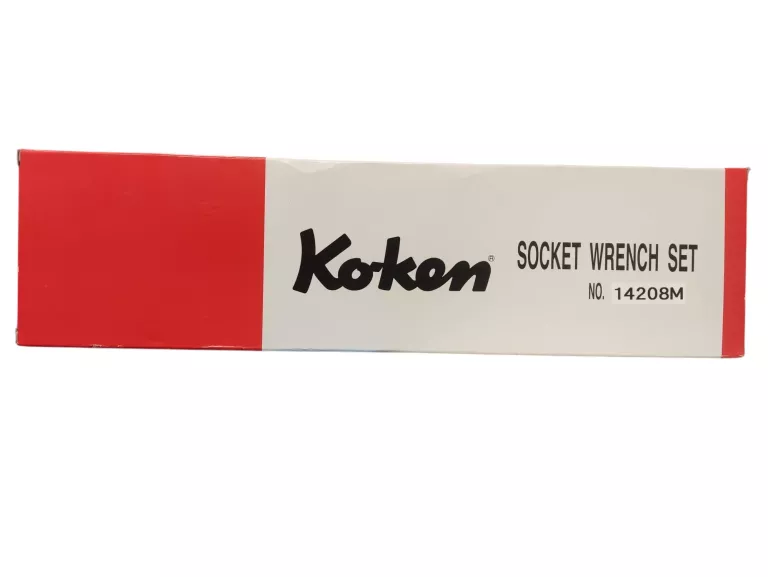 Ko-ken®
SOCKET WRENCH SET
NO. 14208M